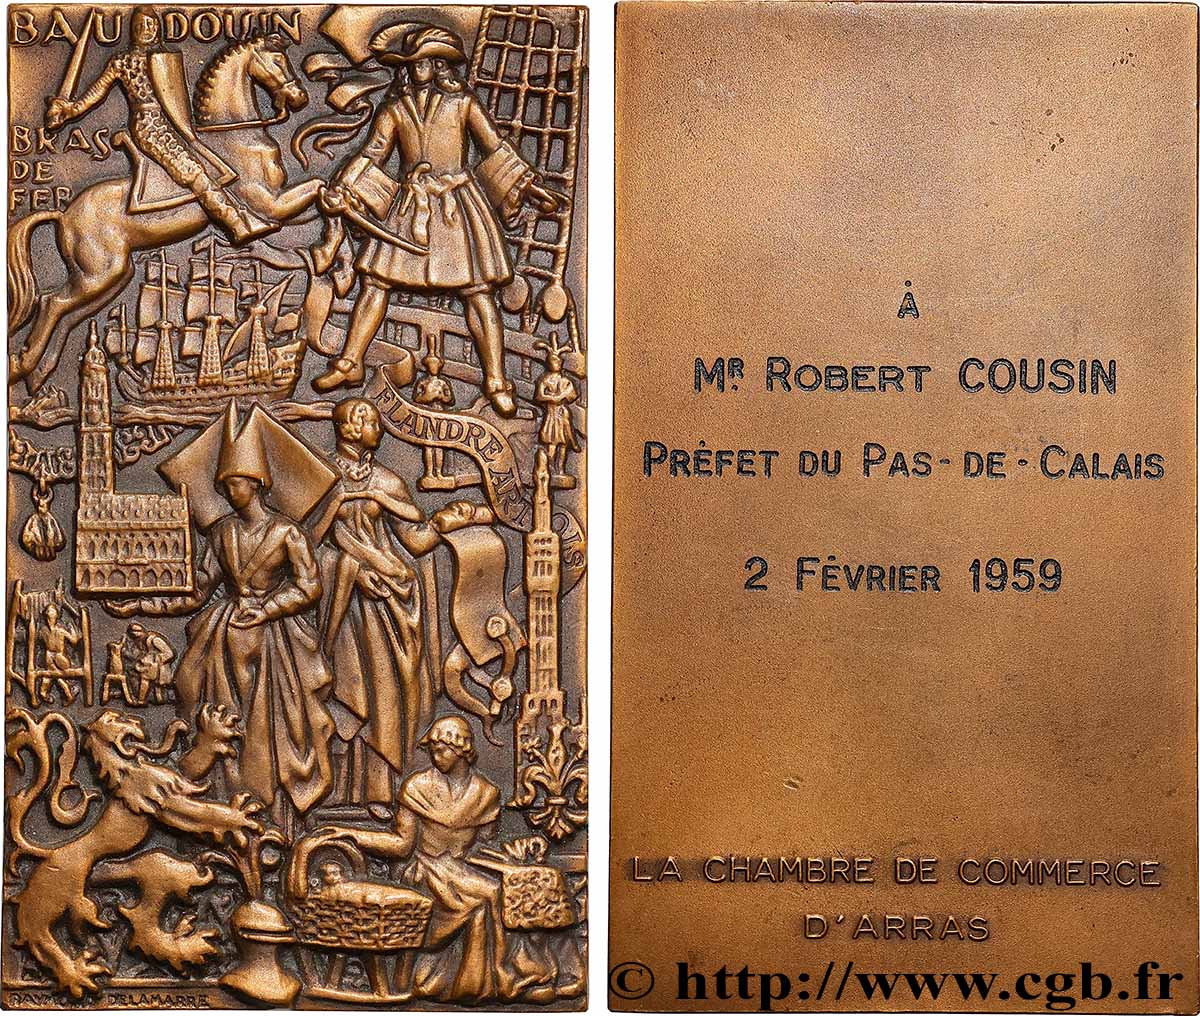 BAUDOUIN
BRAS
DE
FER
FLANDRE ARTOIS
RAYMOND DELAMARRE
À
MR. ROBERT COUSIN
PRÉFET DU PAS-DE-CALAIS
2 FÉVRIER 1959
LA CHAMBRE DE COMMERCE
D'ARRAS
© http://www.cgb.fr